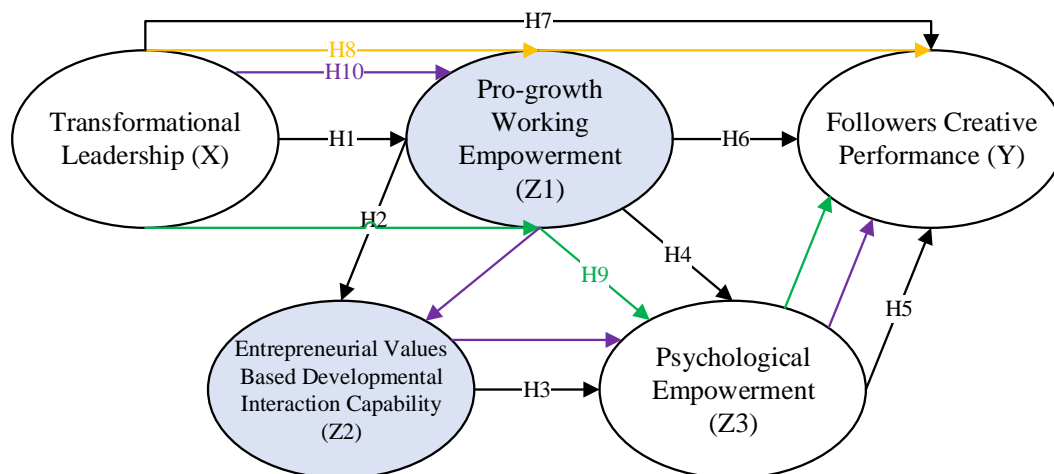 H7
H8
H10
Transformational
Leadership (X)
H1
Pro-growth
Working
Empowerment
(Z1)
H6
Followers Creative
Performance (Y)
H2
H9
H4
H5
Entrepreneurial Values
Based Developmental
Interaction Capability
(Z2)
H3
Psychological
Empowerment
(Z3)